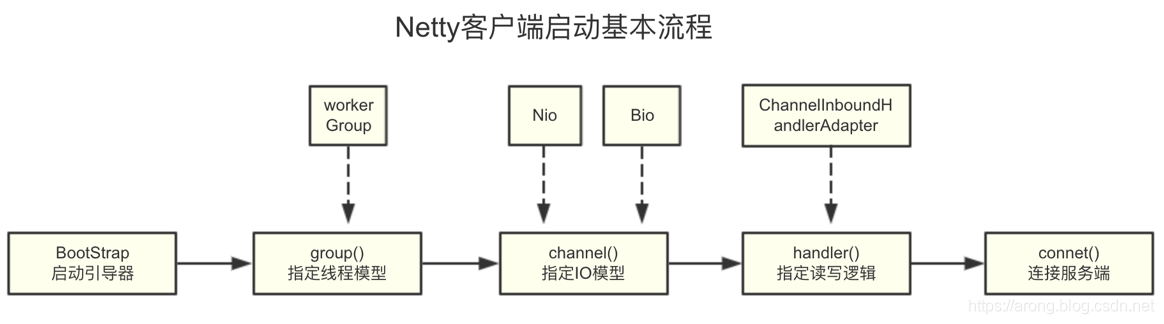 Netty客户端启动基本流程
worker
Group
Nio
Bio
ChannelInboundH
andlerAdapter
BootStrap
启动引导器
group()
指定线程模型
channel()
指定IO模型
handler()
指定读写逻辑
connet()
连接服务端
https://arong.blog.csdn.net